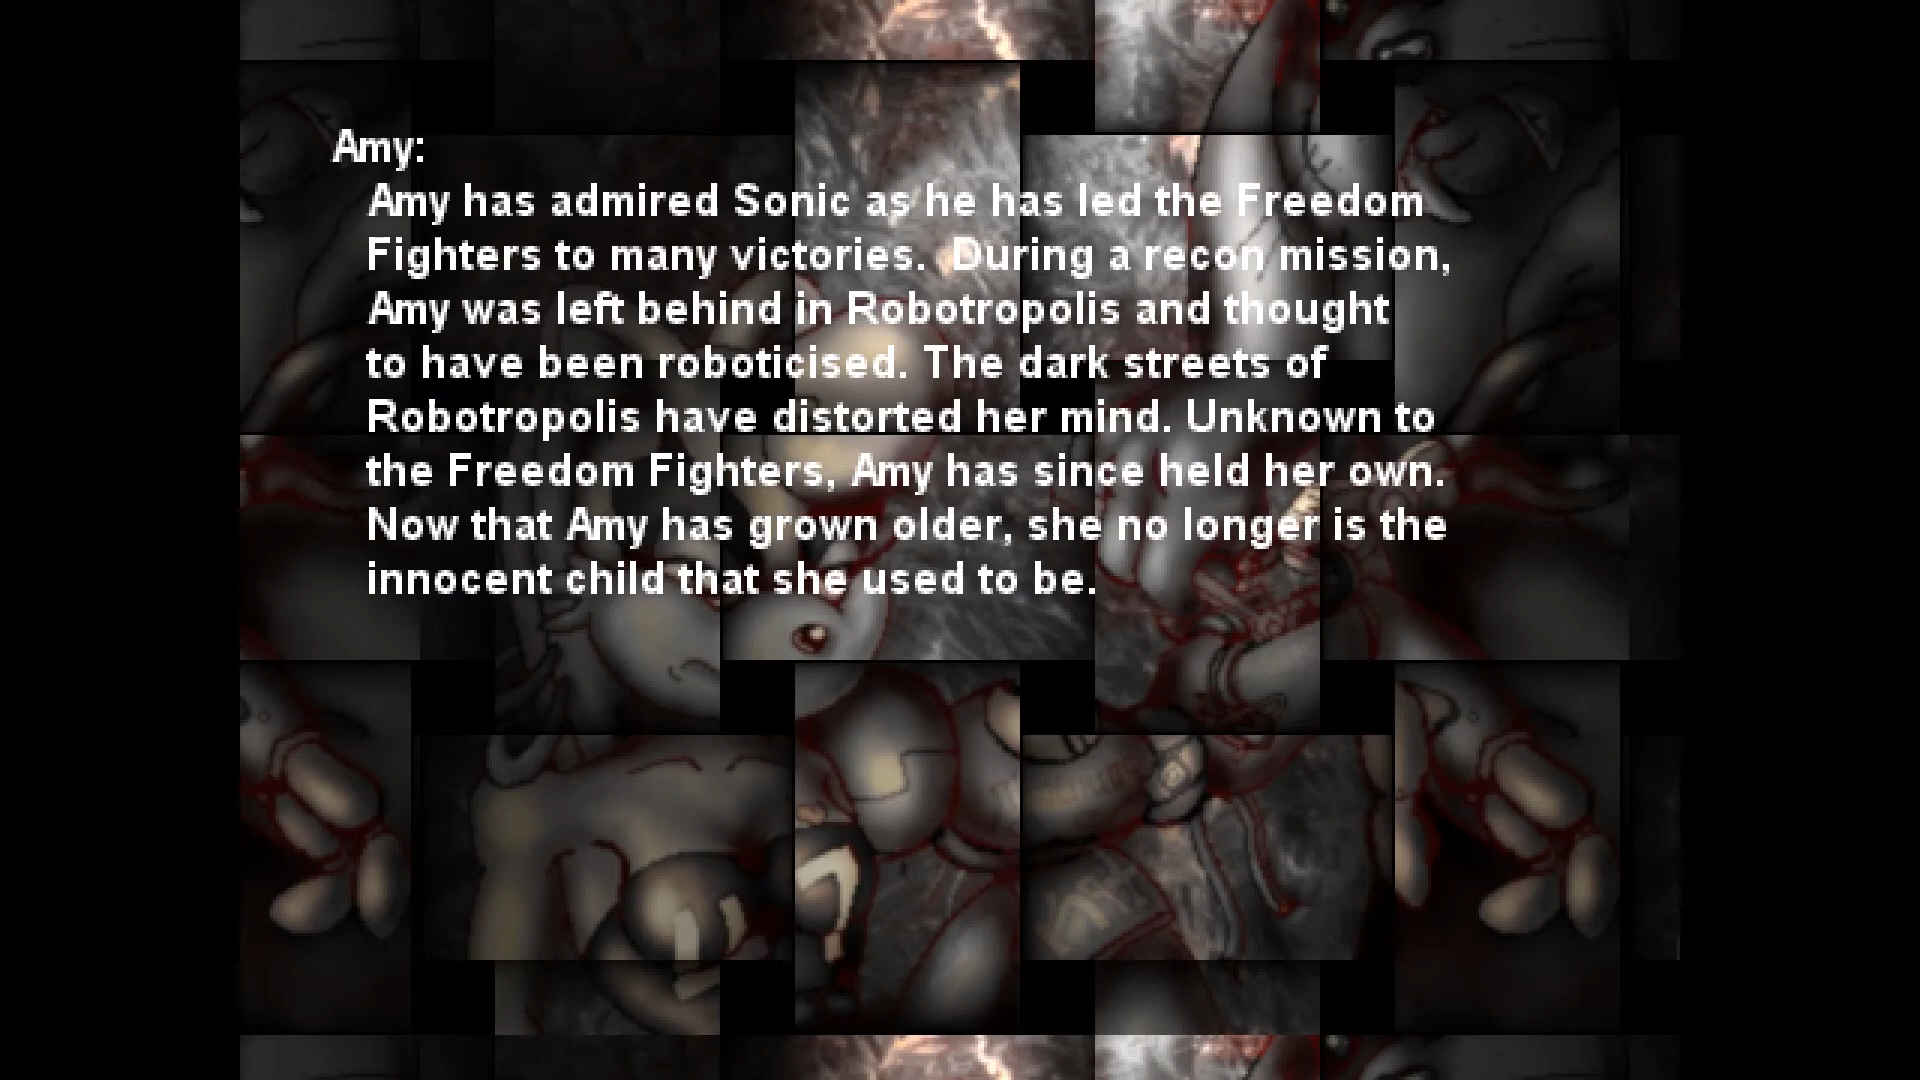 Amy:
Amy has admired Sonic as he has led the Freedom
Fighters to many victories.  During a recon mission,
Amy was left behind in Robotropolis and thought
to have been roboticised. The dark streets of
Robotropolis have distorted her mind. Unknown to
the Freedom Fighters, Amy has since held her own.
Now that Amy has grown older, she no longer is the
innocent child that she used to be.